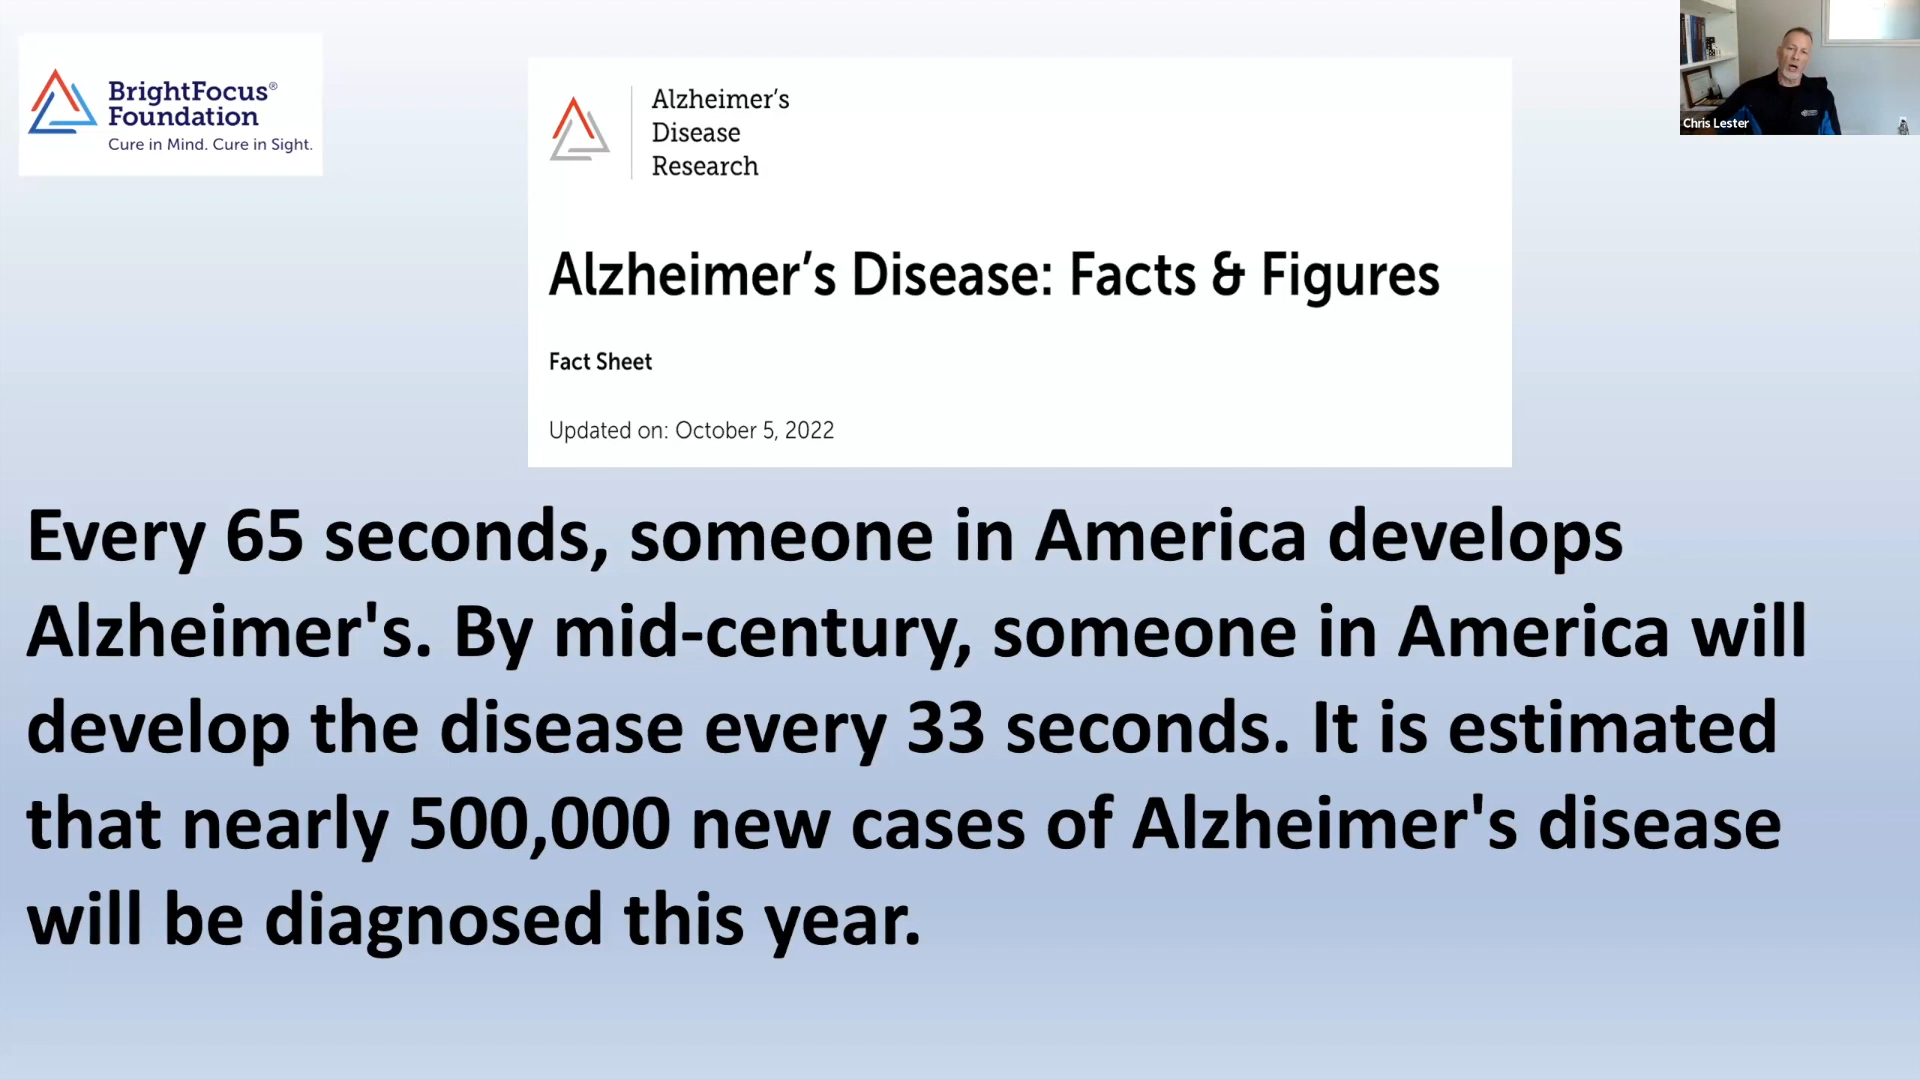 BrightFocus®
Foundation
Cure in Mind. Cure in Sight.
Alzheimer’s
Disease
Research
Alzheimer’s Disease: Facts & Figures
Fact Sheet
Updated on: October 5, 2022
Chris Lester
Every 65 seconds, someone in America develops
Alzheimer's. By mid-century, someone in America will
develop the disease every 33 seconds. It is estimated
that nearly 500,000 new cases of Alzheimer's disease
will be diagnosed this year.